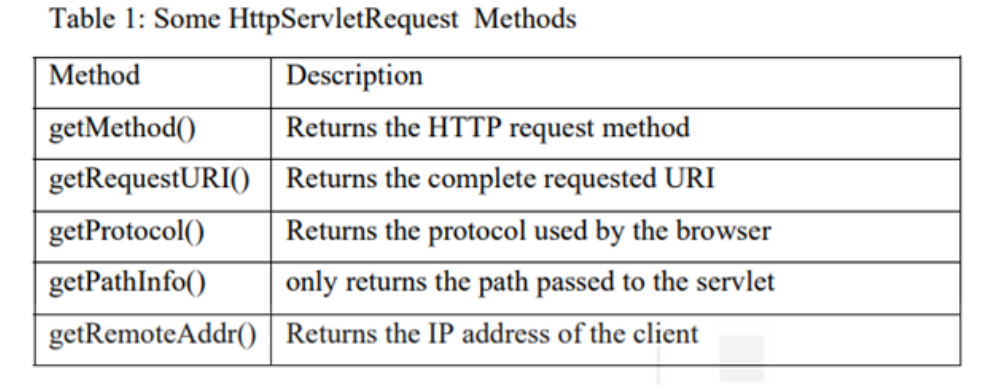 Table 1: Some HttpServletRequest Methods
Method Description
getMethod() Returns the HTTP request method
getRequestURI() Returns the complete requested URI
getProtocol() Returns the protocol used by the browser
getPathInfo() only returns the path passed to the servlet
getRemoteAddr() Returns the IP address of the client